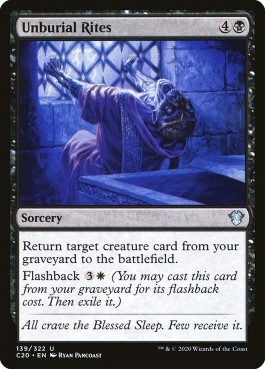 Unburial Rites 4
Sorcery
Return target creature card from your
graveyard to the battlefield.
Flashback 3 (You may cast this
card from your graveyard for its flashback
cost. Then exile it.)
All crave the Blessed Sleep. Few receive it.
139/322 U
C20 • EN RYAN PANCOAST
™ & © 2020 Wizards of the Coast